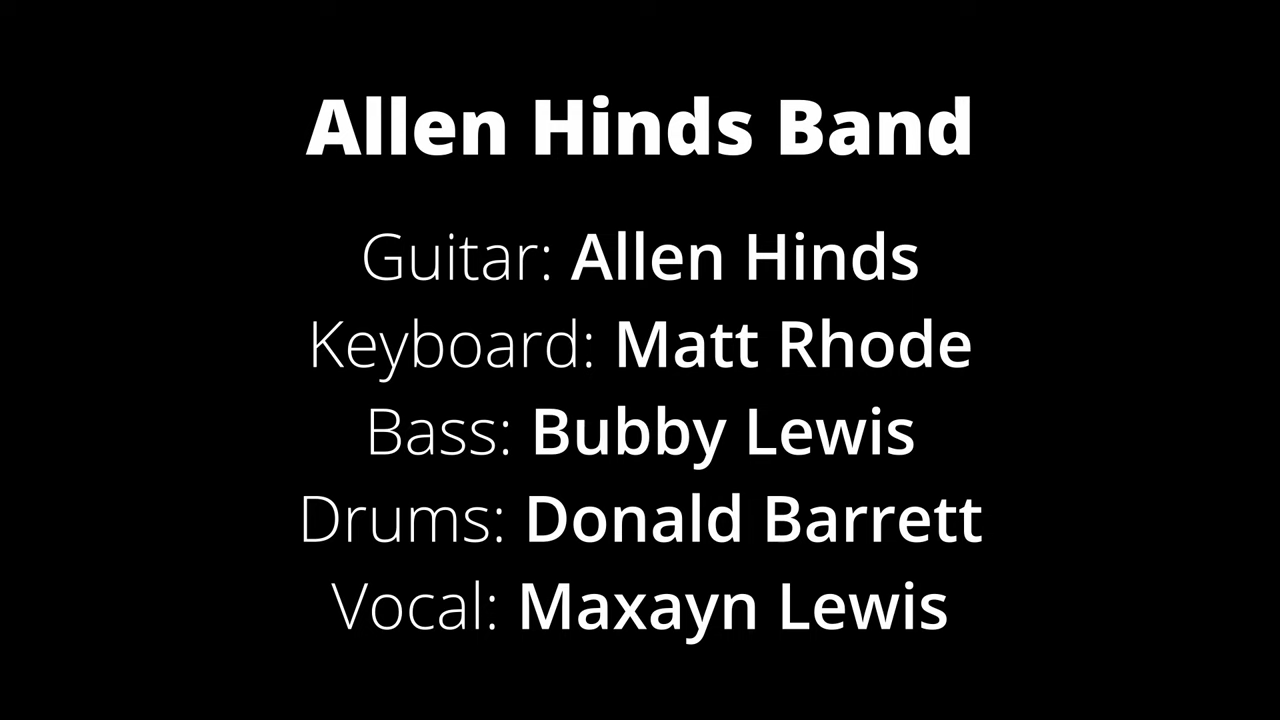 Allen Hinds Band
Guitar: Allen Hinds
Keyboard: Matt Rhode
Bass: Bubby Lewis
Drums: Donald Barrett
Vocal: Maxayn Lewis